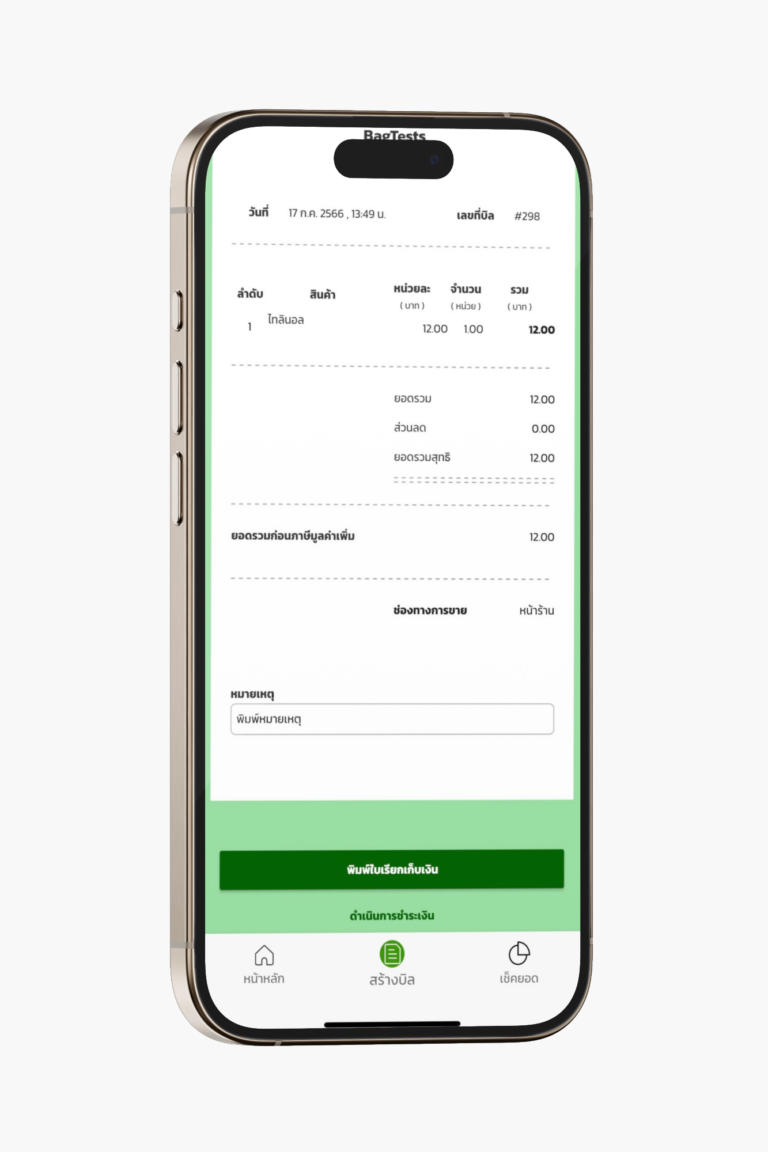 BagTests
วันที่ 17 ก.ค. 2566 , 13:49 น. เลขที่บิล #298
ลำดับ สินค้า หน่วยละ จำนวน รวม
( บาท ) ( หน่วย ) ( บาท )
1 ไทลินอล 12.00 1.00 12.00
ยอดรวม 12.00
ส่วนลด 0.00
ยอดรวมสุทธิ 12.00
ยอดรวมก่อนภาษีมูลค่าเพิ่ม 12.00
ช่องทางการขาย หน้าร้าน
หมายเหตุ
พิมพ์หมายเหตุ
พิมพ์ใบเรียกเก็บเงิน
ดำเนินการชำระเงิน
หน้าหลัก สร้างบิล เช็คยอด